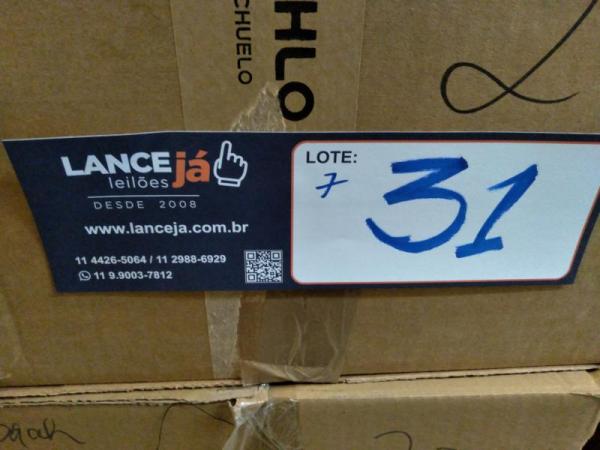 OHLO
CHUELO
LANCE já
leilões
DESDE 2008
www.lanceja.com.br
11 4426-5064 / 11 2988-6929
11 9.9003-7812
LOTE:
7
31